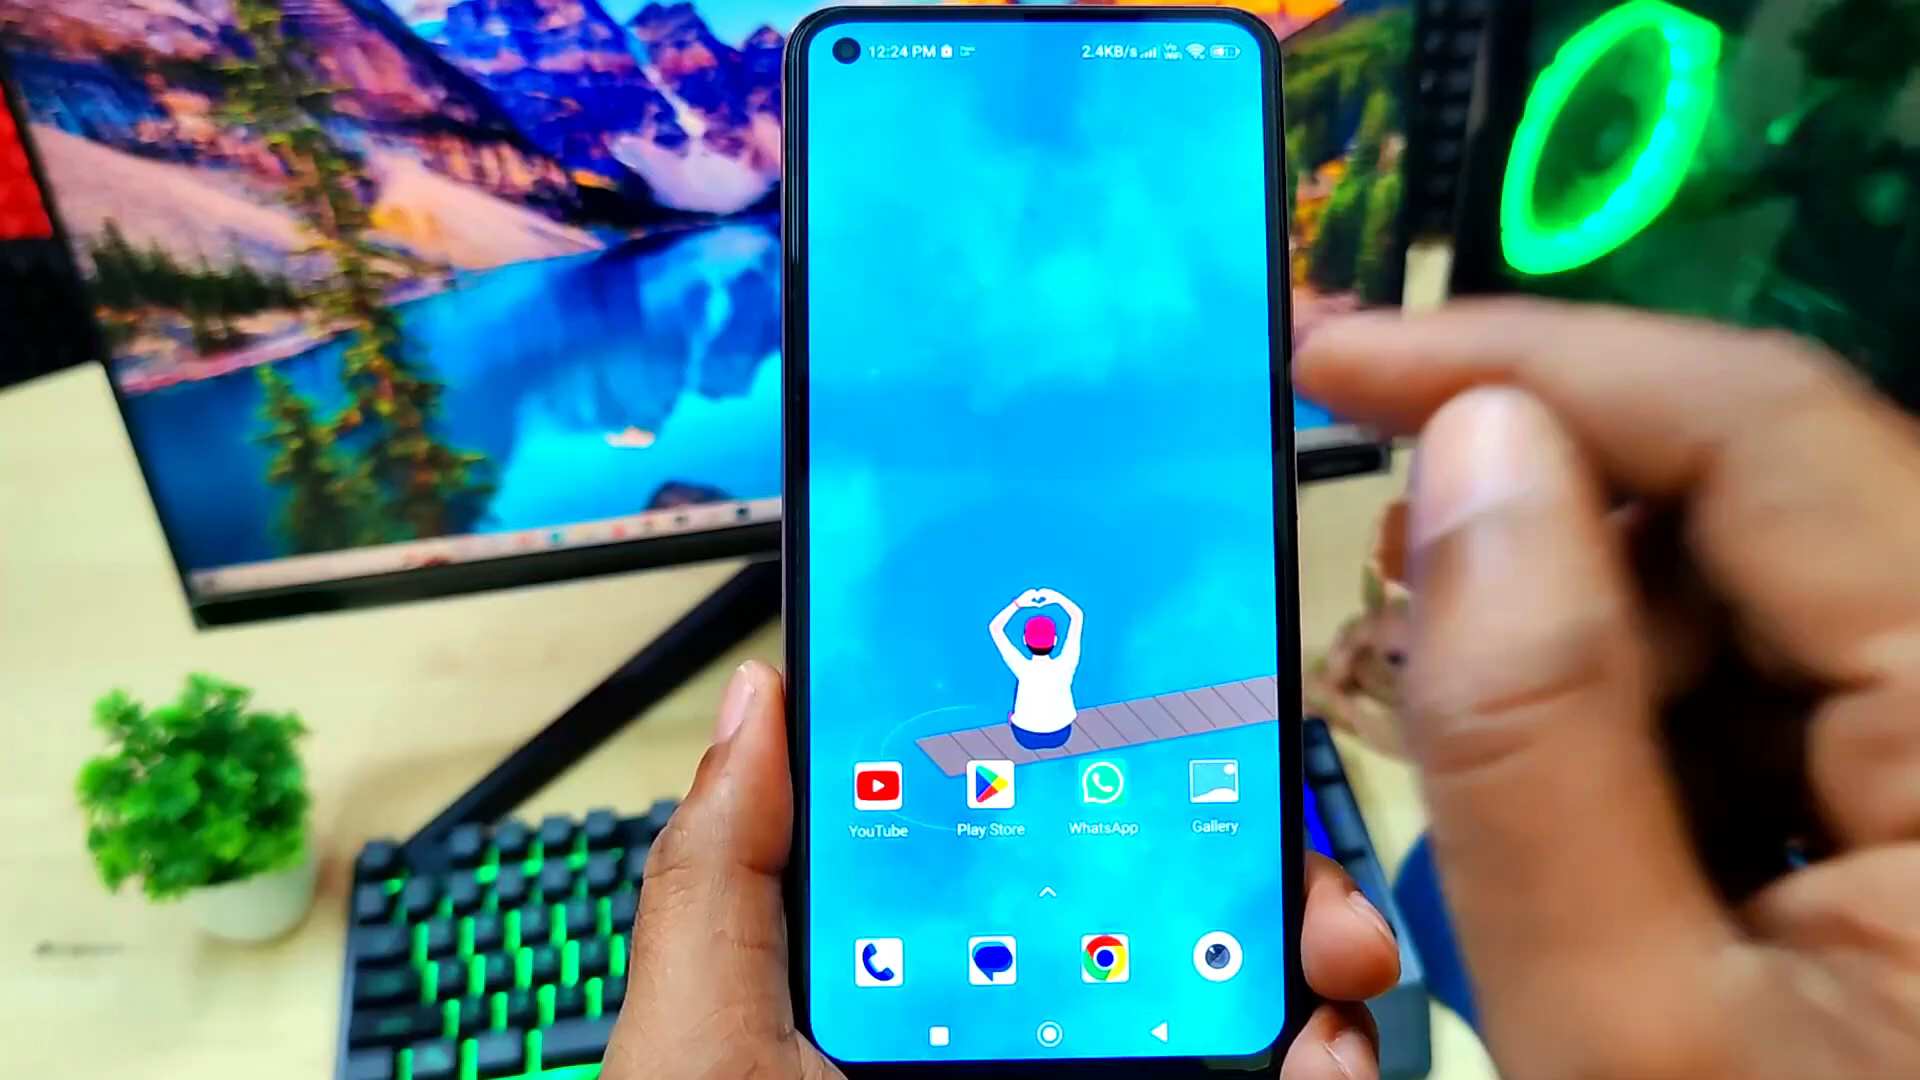 12:24 PM
2.4KB/s
YouTube
Play Store
WhatsApp
Gallery